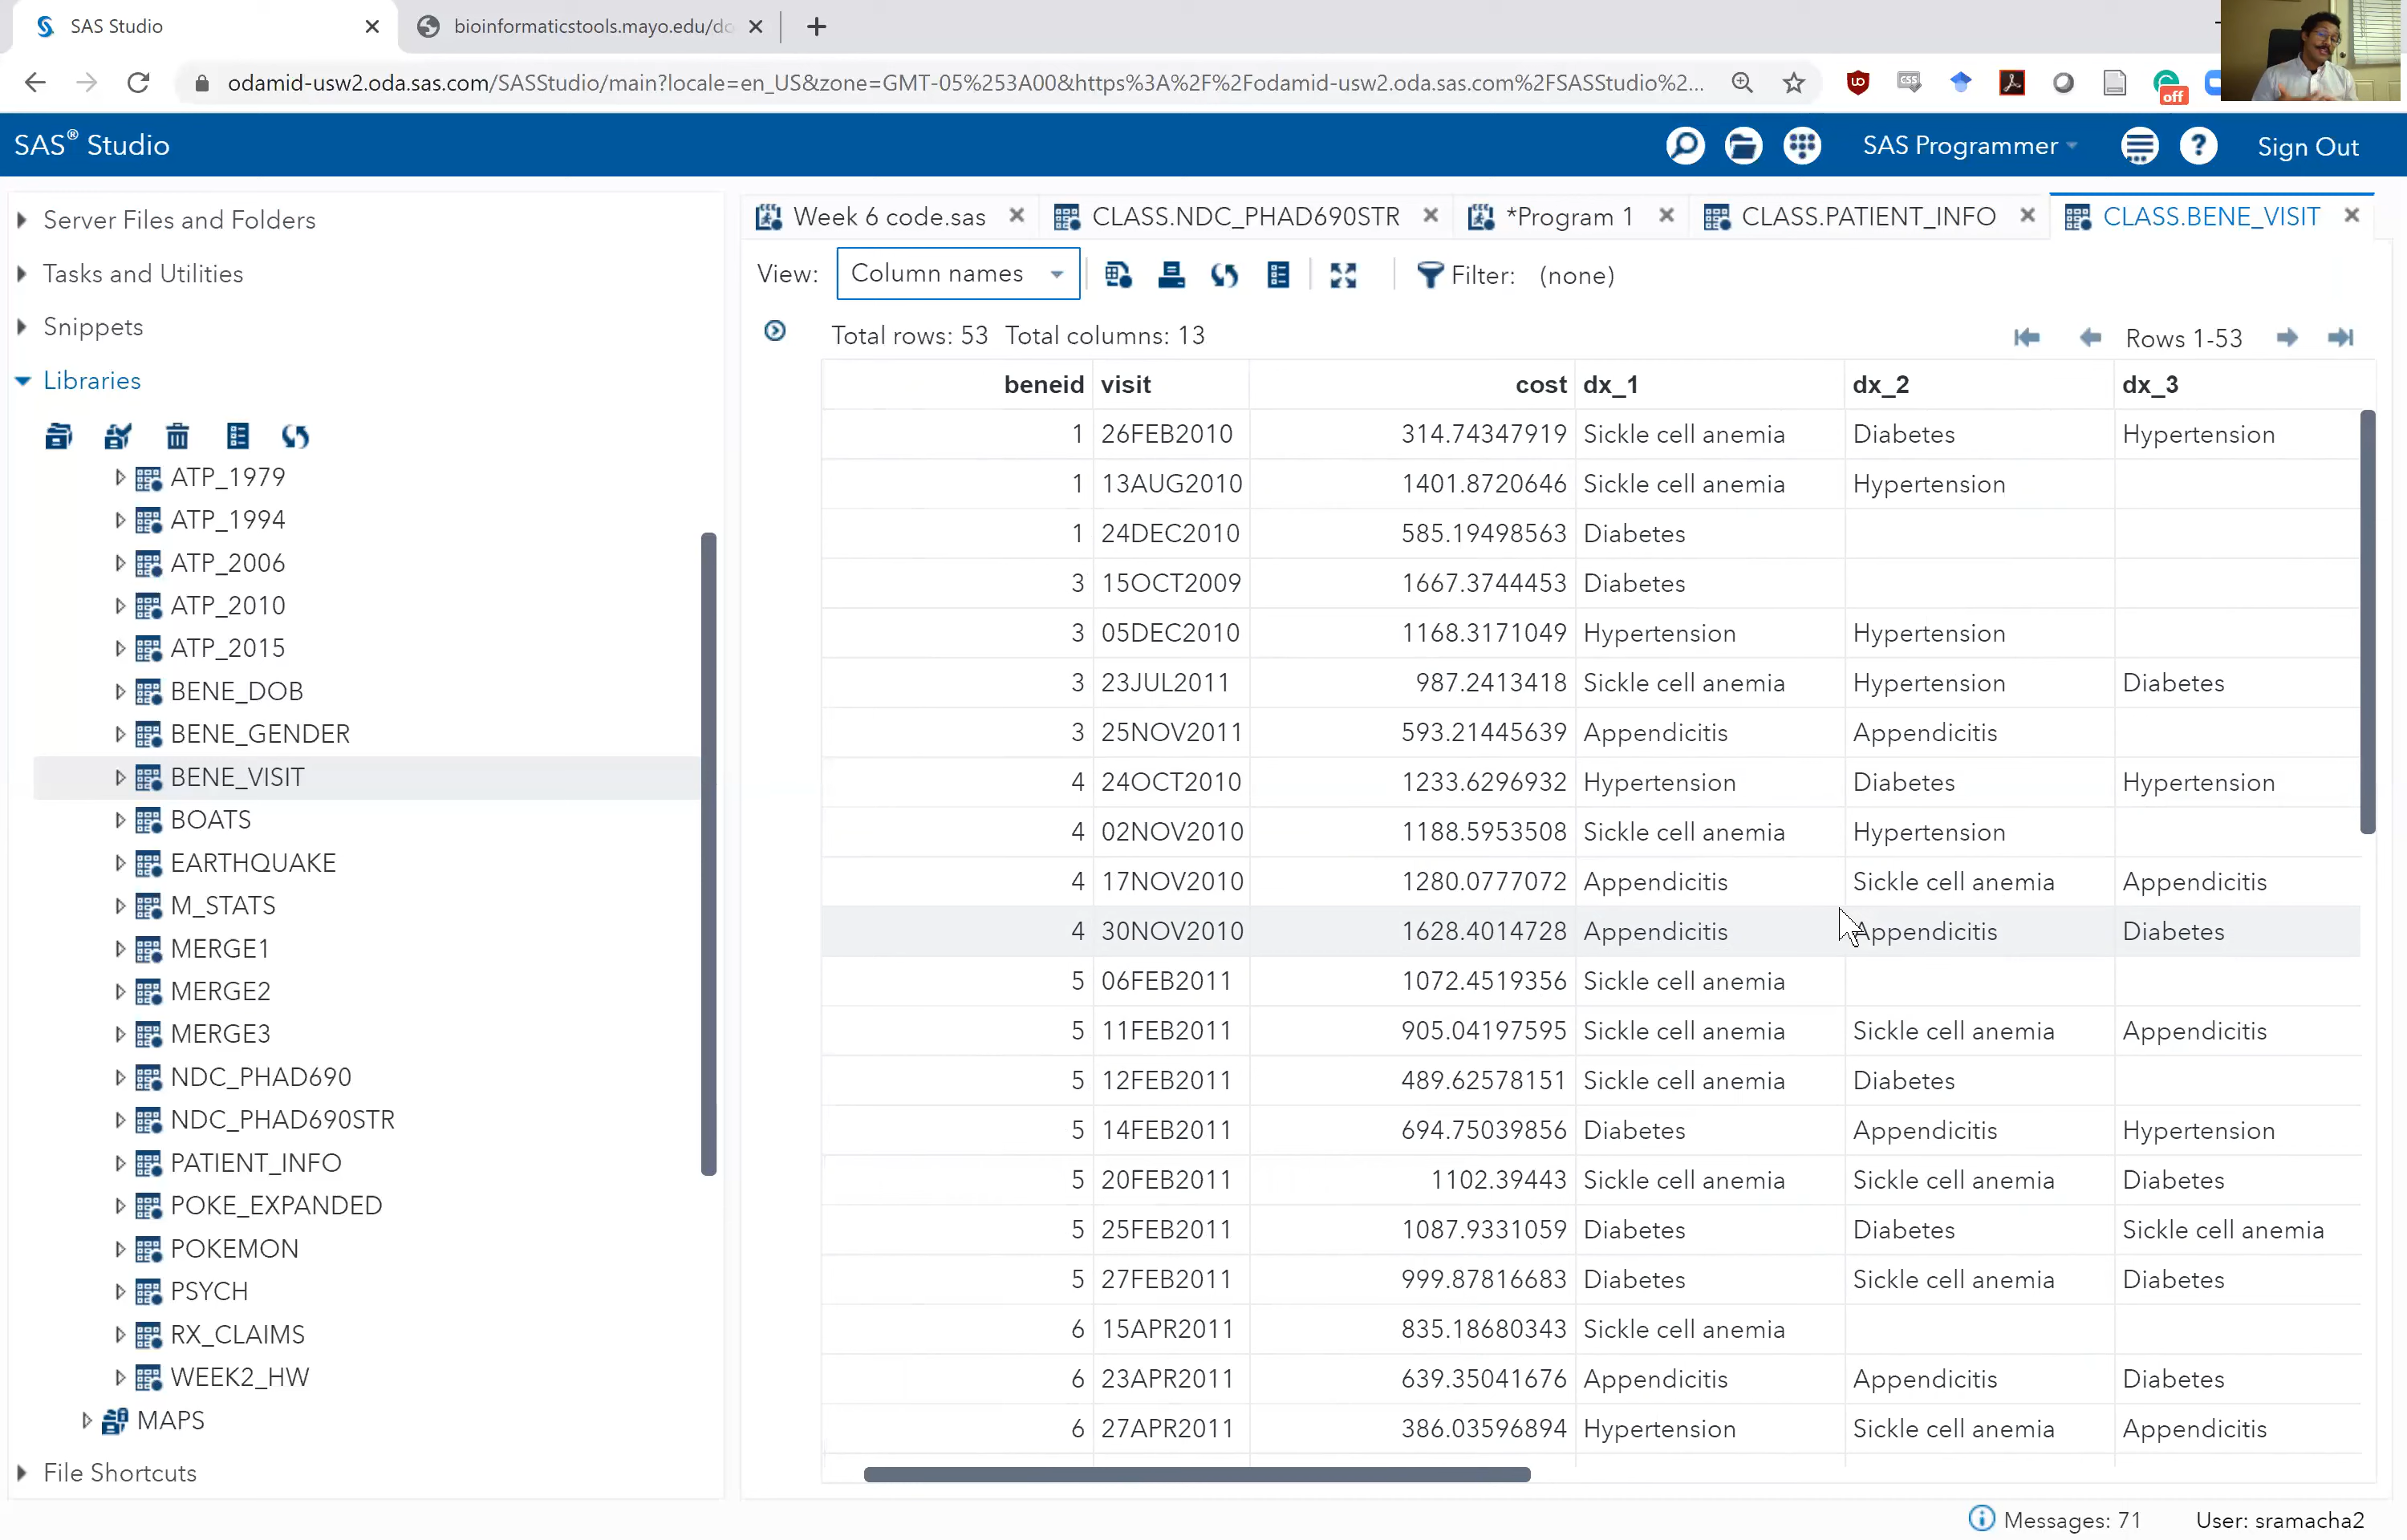 SAS Studio
bioinformaticstools.mayo.edu/do
odamid-usw2.oda.sas.com/SASStudio/main?locale=en_US&zone=GMT-05%253A00&https%3A%2F%2Fodamid-usw2.oda.sas.com%2FSASStudio%2...
CSS
off
SAS® Studio
SAS Programmer
?
Sign Out
Server Files and Folders
Tasks and Utilities
Snippets
Libraries
ATP_1979
ATP_1994
ATP_2006
ATP_2010
ATP_2015
BENE_DOB
BENE_GENDER
BENE_VISIT
BOATS
EARTHQUAKE
M_STATS
MERGE1
MERGE2
MERGE3
NDC_PHAD690
NDC_PHAD690STR
PATIENT_INFO
POKE_EXPANDED
POKEMON
PSYCH
RX_CLAIMS
WEEK2_HW
MAPS
File Shortcuts
Week 6 code.sas CLASS.NDC_PHAD690STR *Program 1 CLASS.PATIENT_INFO CLASS.BENE_VISIT
View: Column names Filter: (none)
Total rows: 53 Total columns: 13 Rows 1-53
beneid visit cost dx_1 dx_2 dx_3
1 26FEB2010 314.74347919 Sickle cell anemia Diabetes Hypertension
1 13AUG2010 1401.8720646 Sickle cell anemia Hypertension
1 24DEC2010 585.19498563 Diabetes
3 15OCT2009 1667.3744453 Diabetes
3 05DEC2010 1168.3171049 Hypertension Hypertension
3 23JUL2011 987.2413418 Sickle cell anemia Hypertension Diabetes
3 25NOV2011 593.21445639 Appendicitis Appendicitis
4 24OCT2010 1233.6296932 Hypertension Diabetes Hypertension
4 02NOV2010 1188.5953508 Sickle cell anemia Hypertension
4 17NOV2010 1280.0777072 Appendicitis Sickle cell anemia Appendicitis
4 30NOV2010 1628.4014728 Appendicitis Appendicitis Diabetes
5 06FEB2011 1072.4519356 Sickle cell anemia
5 11FEB2011 905.04197595 Sickle cell anemia Sickle cell anemia Appendicitis
5 12FEB2011 489.62578151 Sickle cell anemia Diabetes
5 14FEB2011 694.75039856 Diabetes Appendicitis Hypertension
5 20FEB2011 1102.39443 Sickle cell anemia Sickle cell anemia Diabetes
5 25FEB2011 1087.9331059 Diabetes Diabetes Sickle cell anemia
5 27FEB2011 999.87816683 Diabetes Sickle cell anemia Diabetes
6 15APR2011 835.18680343 Sickle cell anemia
6 23APR2011 639.35041676 Appendicitis Appendicitis Diabetes
6 27APR2011 386.03596894 Hypertension Sickle cell anemia Appendicitis
Messages: 71 User: sramacha2